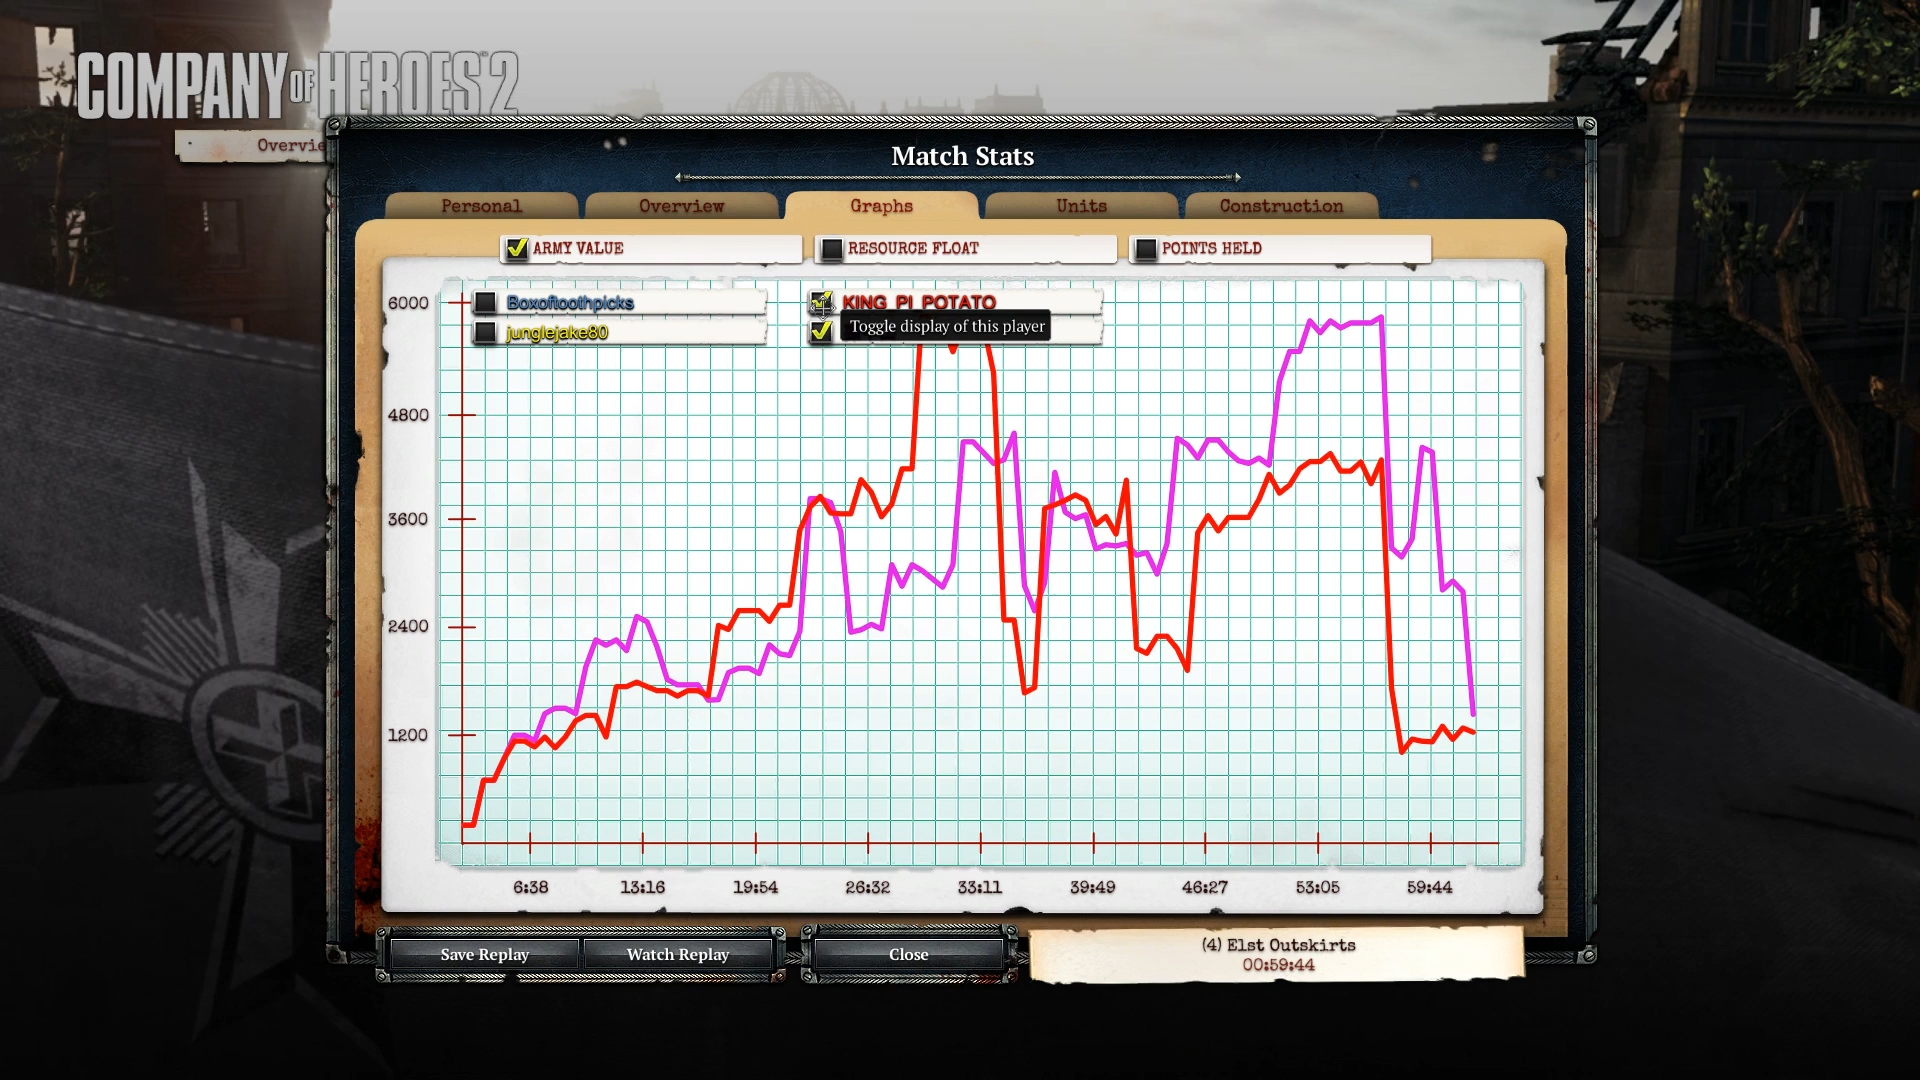 COMPANY OF HEROES 2
Overvie
Match Stats
Personal
Overview
Graphs
Units
Construction
ARMY VALUE
RESOURCE FLOAT
POINTS HELD
Boxoftoothpicks
KING_PI_POTATO
junglejake80
Toggle display of this player
6000
4800
3600
2400
1200
6:38
13:16
19:54
26:32
33:11
39:49
46:27
53:05
59:44
Save Replay
Watch Replay
Close
(4) Elst Outskirts
00:59:44